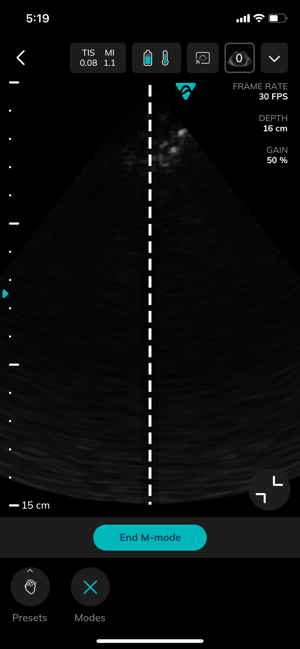 5:19
TIS MI
0.08 1.1
0
FRAME RATE
30 FPS
DEPTH
16 cm
GAIN
50 %
15 cm
End M-mode
Presets
Modes